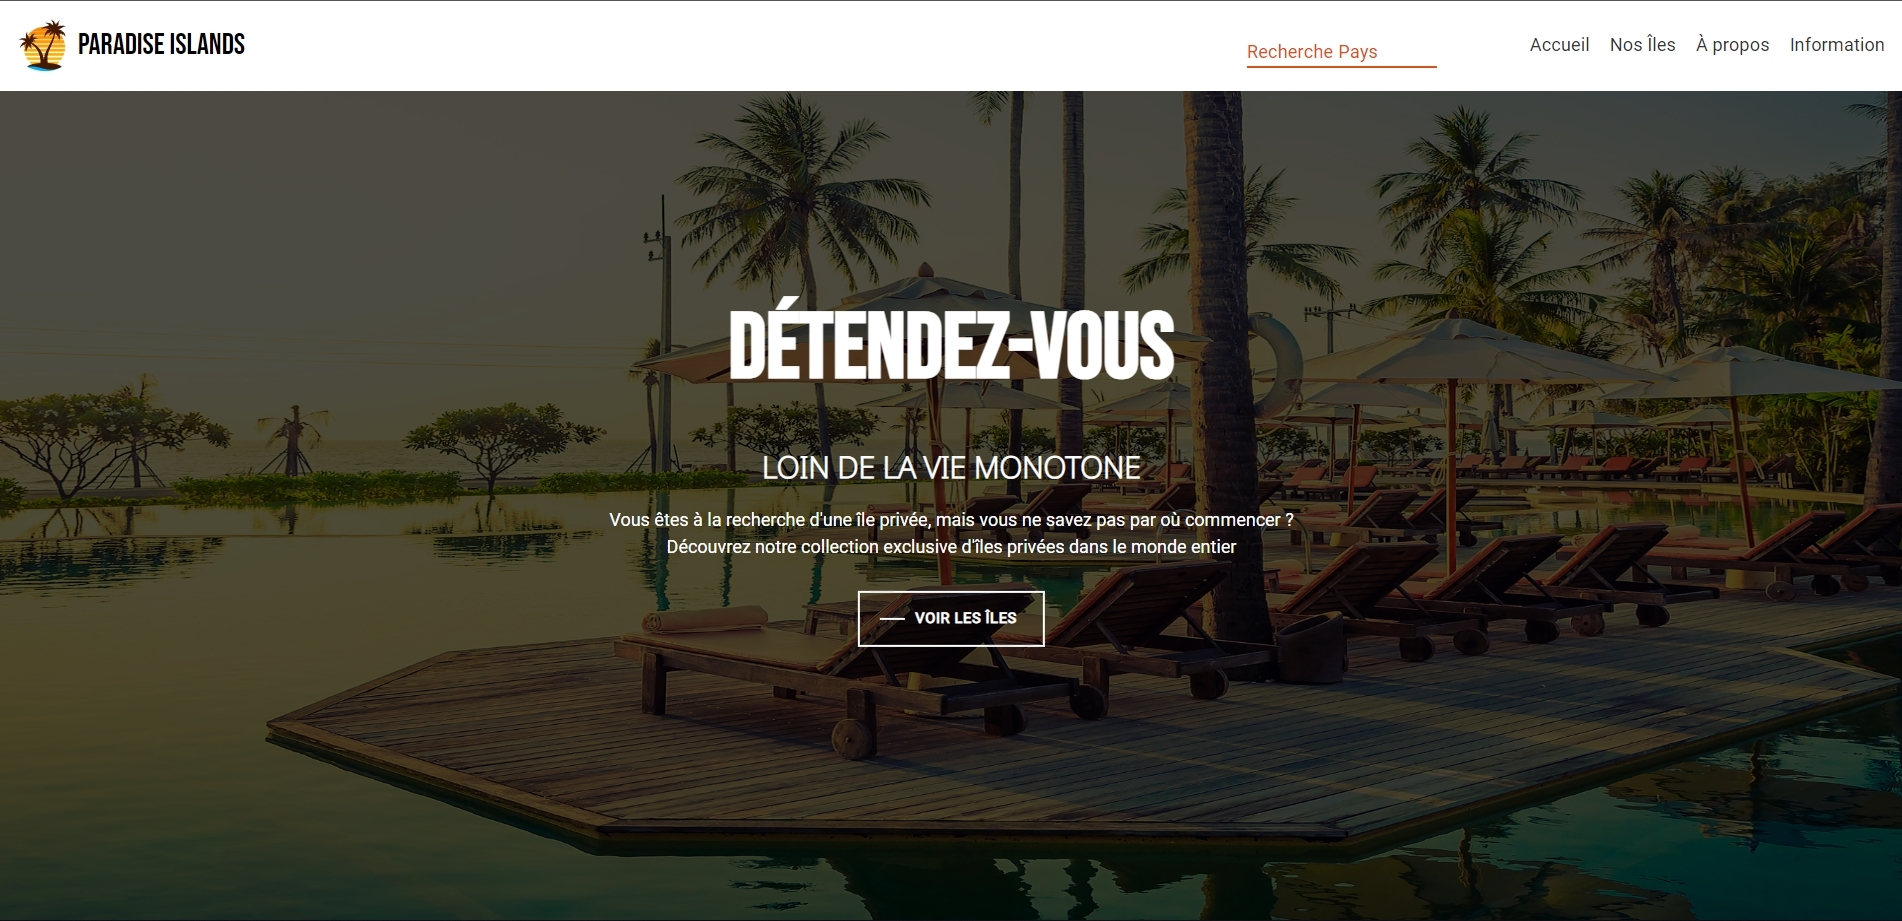 PARADISE ISLANDS
Recherche Pays
Accueil
Nos Îles
À propos
Information
DÉTENDEZ-VOUS
LOIN DE LA VIE MONOTONE
Vous êtes à la recherche d'une île privée, mais vous ne savez pas par où commencer ?
Découvrez notre collection exclusive d'îles privées dans le monde entier
VOIR LES ÎLES